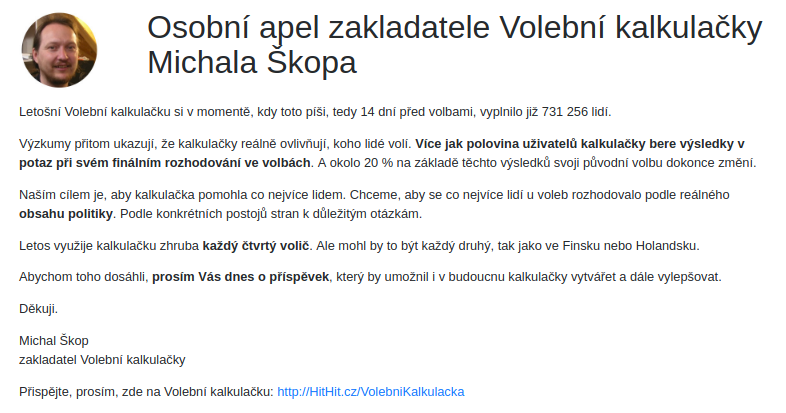 Osobní apel zakladatele Volební kalkulačky
Michala Škopa
Letošní Volební kalkulačku si v momentě, kdy toto píši, tedy 14 dní před volbami, vyplnilo již 731 256 lidí.
Výzkumy přitom ukazují, že kalkulačky reálně ovlivňují, koho lidé volí. Více jak polovina uživatelů kalkulačky bere výsledky v
potaz při svém finálním rozhodování ve volbách. A okolo 20 % na základě těchto výsledků svoji původní volbu dokonce změní.
Naším cílem je, aby kalkulačka pomohla co nejvíce lidem. Chceme, aby se co nejvíce lidí u voleb rozhodovalo podle reálného
obsahu politiky. Podle konkrétních postojů stran k důležitým otázkám.
Letos využije kalkulačku zhruba každý čtvrtý volič. Ale mohl by to být každý druhý, tak jako ve Finsku nebo Holandsku.
Abychom toho dosáhli, prosím Vás dnes o příspěvek, který by umožnil i v budoucnu kalkulačky vytvářet a dále vylepšovat.
Děkuji.
Michal Škop
zakladatel Volební kalkulačky
Přispějte, prosím, zde na Volební kalkulačku: http://HitHit.cz/VolebniKalkulacka